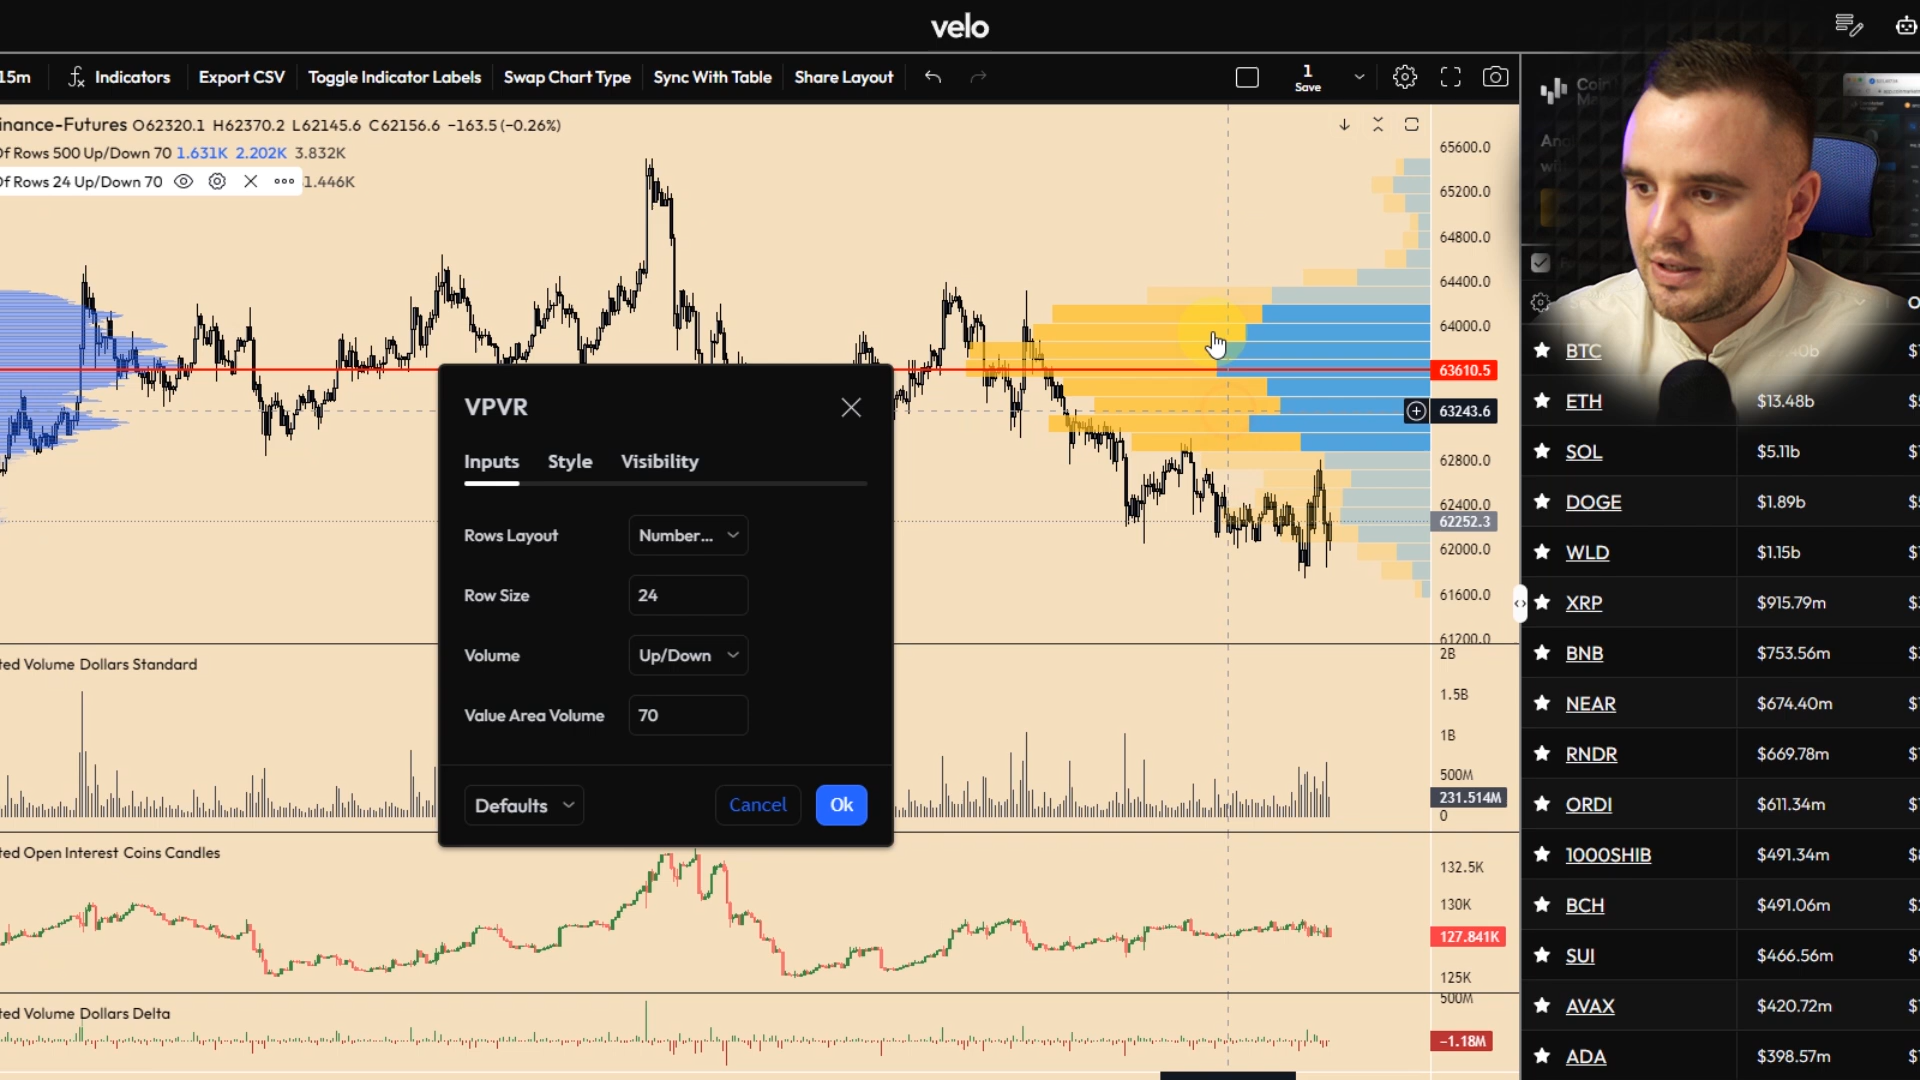 velo
15m Indicators Export CSV Toggle Indicator Labels Swap Chart Type Sync With Table Share Layout 1 Save
inance-Futures O62320.1 H62370.2 L62145.6 C62156.6 −163.5 (−0.26%)
Of Rows 500 Up/Down 70 1.631K 2.202K 3.832K
Of Rows 24 Up/Down 70 1.446K
65600.0
65200.0
64800.0
64400.0
64000.0
63610.5
63243.6
62800.0
62400.0
62252.3
62000.0
61600.0
61200.0
VPVR
Inputs Style Visibility
Rows Layout Number...
Row Size 24
Volume Up/Down
Value Area Volume 70
Defaults Cancel Ok
ted Volume Dollars Standard
2B
1.5B
1B
500M
231.514M
0
ted Open Interest Coins Candles
132.5K
130K
127.841K
125K
ted Volume Dollars Delta
500M
−1.18M
BTC
ETH $13.48b
SOL $5.11b
DOGE $1.89b
WLD $1.15b
XRP $915.79m
BNB $753.56m
NEAR $674.40m
RNDR $669.78m
ORDI $611.34m
1000SHIB $491.34m
BCH $491.06m
SUI $466.56m
AVAX $420.72m
ADA $398.57m